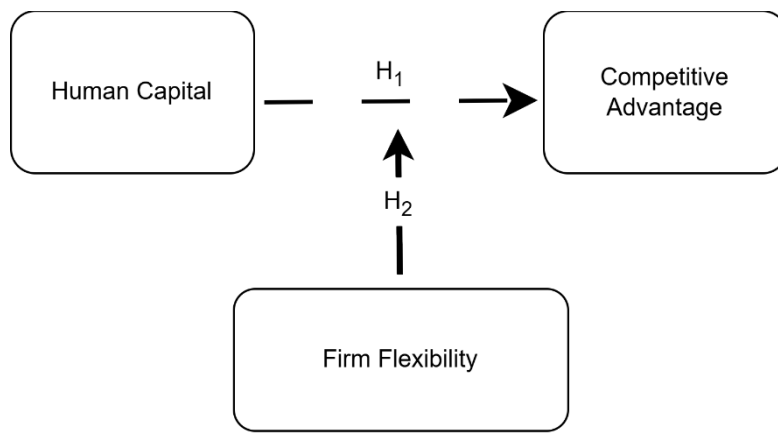 Human Capital
H₁
Competitive
Advantage
H₂
Firm Flexibility